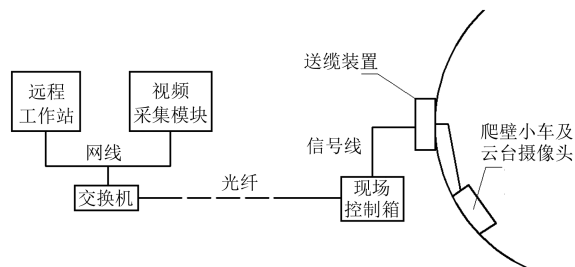 送缆装置
远程
工作站
视频
采集模块
网线
信号线
爬壁小车及
云台摄像头
交换机
光纤
现场
控制箱